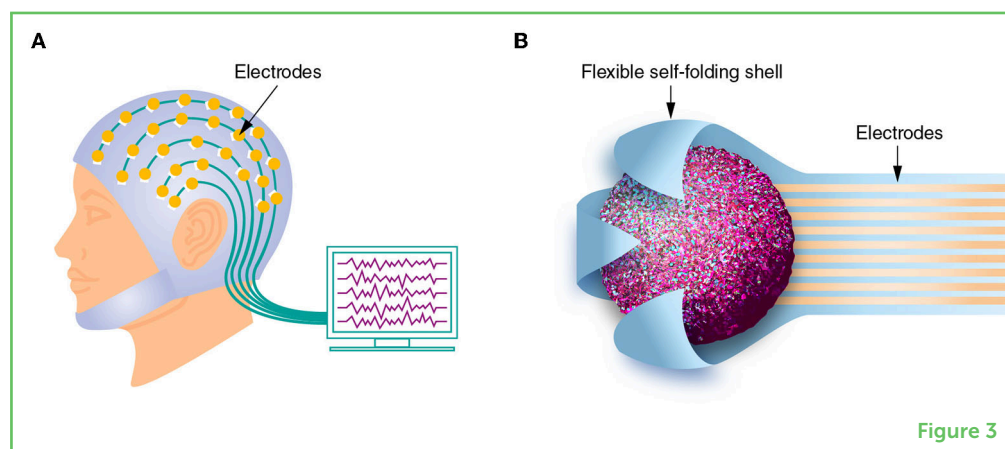 A
Electrodes
B
Flexible self-folding shell
Electrodes
Figure 3